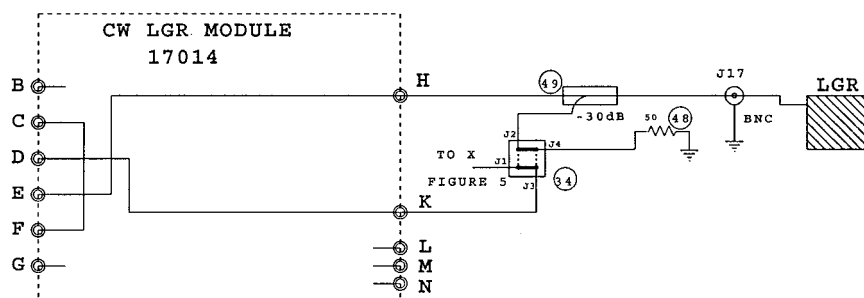 CW LGR MODULE
17014
B
C
D
E
F
G
H
K
L
M
N
49
-30dB
J17
BNC
LGR
J2
J4
50
48
TO X
J1
FIGURE 5
J3
34